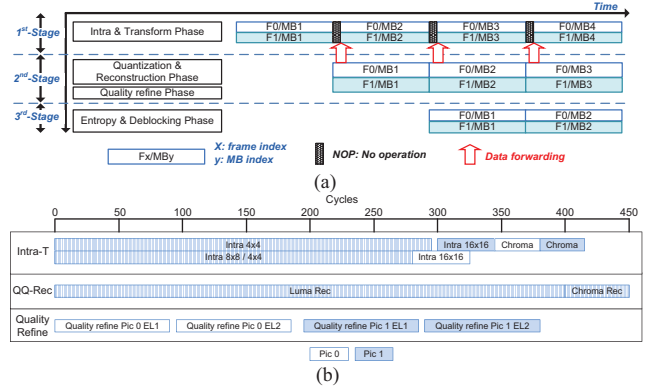 Time
1st-Stage
Intra & Transform Phase
F0/MB1 NOP F0/MB2 NOP F0/MB3 NOP F0/MB4
F1/MB1 F1/MB2 F1/MB3 F1/MB4
2nd-Stage
Quantization &
Reconstruction Phase
Quality refine Phase
F0/MB1 F0/MB2 F0/MB3
F1/MB1 F1/MB2 F1/MB3
3rd-Stage
Entropy & Deblocking Phase
F0/MB1 F0/MB2
F1/MB1 F1/MB2
Fx/MBy
X: frame index
y: MB index
NOP: No operation
Data forwarding
(a)
Cycles
0 50 100 150 200 250 300 350 400 450
Intra-T
Intra 4x4 Intra 16x16 Chroma Chroma
Intra 8x8 / 4x4 Intra 16x16
QQ-Rec
Luma Rec Chroma Rec
Quality
Refine
Quality refine Pic 0 EL1 Quality refine Pic 0 EL2 Quality refine Pic 1 EL1 Quality refine Pic 1 EL2
Pic 0 Pic 1
(b)